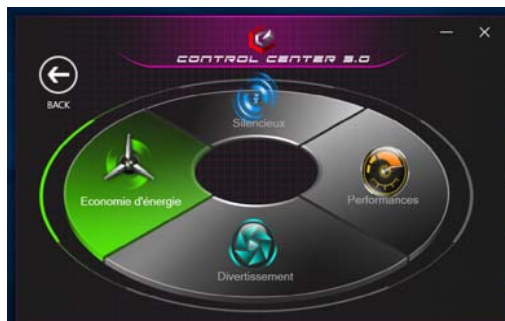 CONTROL CENTER 3.0
BACK
Silencieux
Economie d'énergie
Performances
Divertissement